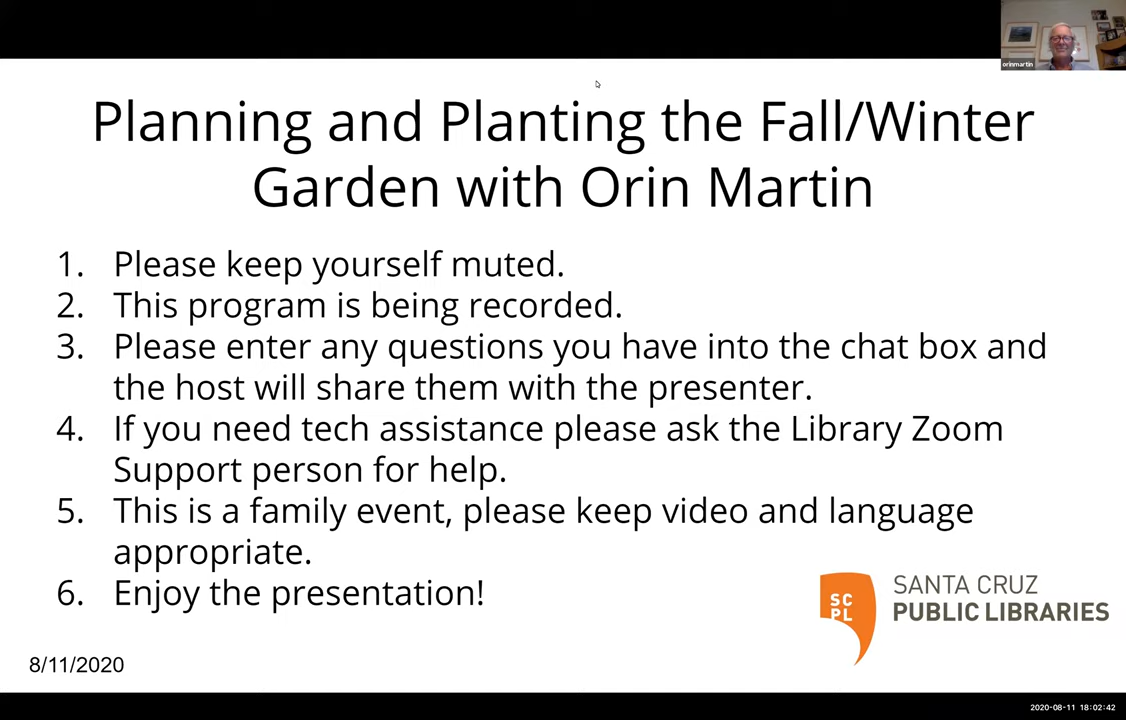 orinmartin
Planning and Planting the Fall/Winter
Garden with Orin Martin
1. Please keep yourself muted.
2. This program is being recorded.
3. Please enter any questions you have into the chat box and
the host will share them with the presenter.
4. If you need tech assistance please ask the Library Zoom
Support person for help.
5. This is a family event, please keep video and language
appropriate.
6. Enjoy the presentation!
SC
PL
SANTA CRUZ
PUBLIC LIBRARIES
8/11/2020
2020-08-11 18:02:42